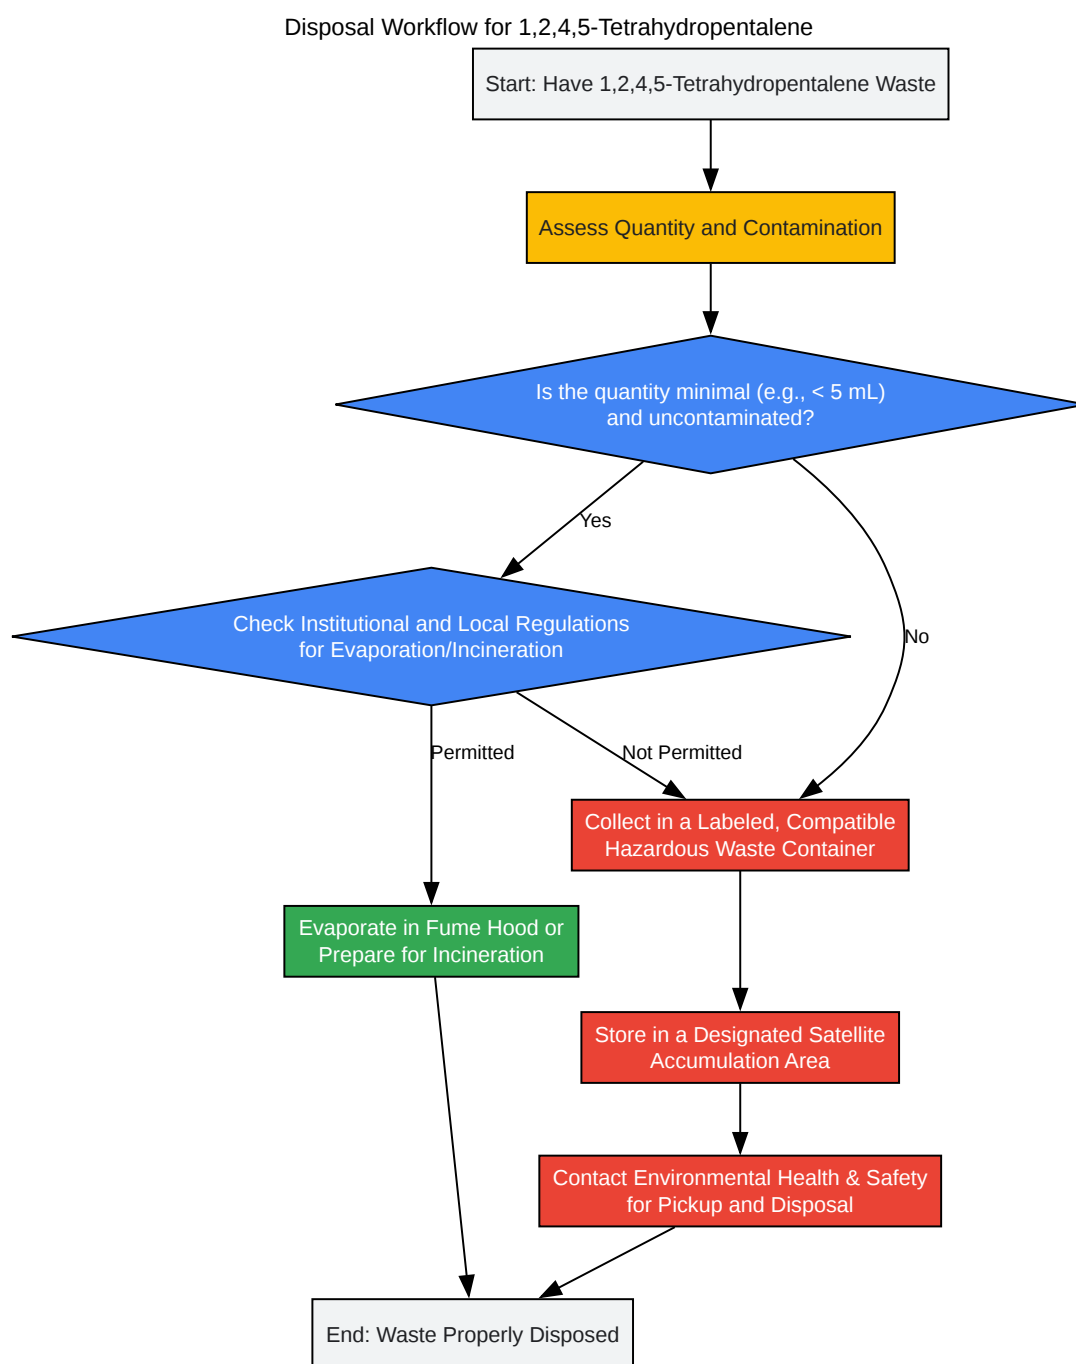 Disposal Workflow for 1,2,4,5-Tetrahydropentalene
Start: Have 1,2,4,5-Tetrahydropentalene Waste
Assess Quantity and Contamination
Is the quantity minimal (e.g., < 5 mL)
and uncontaminated?
Yes
No
Check Institutional and Local Regulations
for Evaporation/Incineration
Permitted
Not Permitted
Collect in a Labeled, Compatible
Hazardous Waste Container
Evaporate in Fume Hood or
Prepare for Incineration
Store in a Designated Satellite
Accumulation Area
Contact Environmental Health & Safety
for Pickup and Disposal
End: Waste Properly Disposed